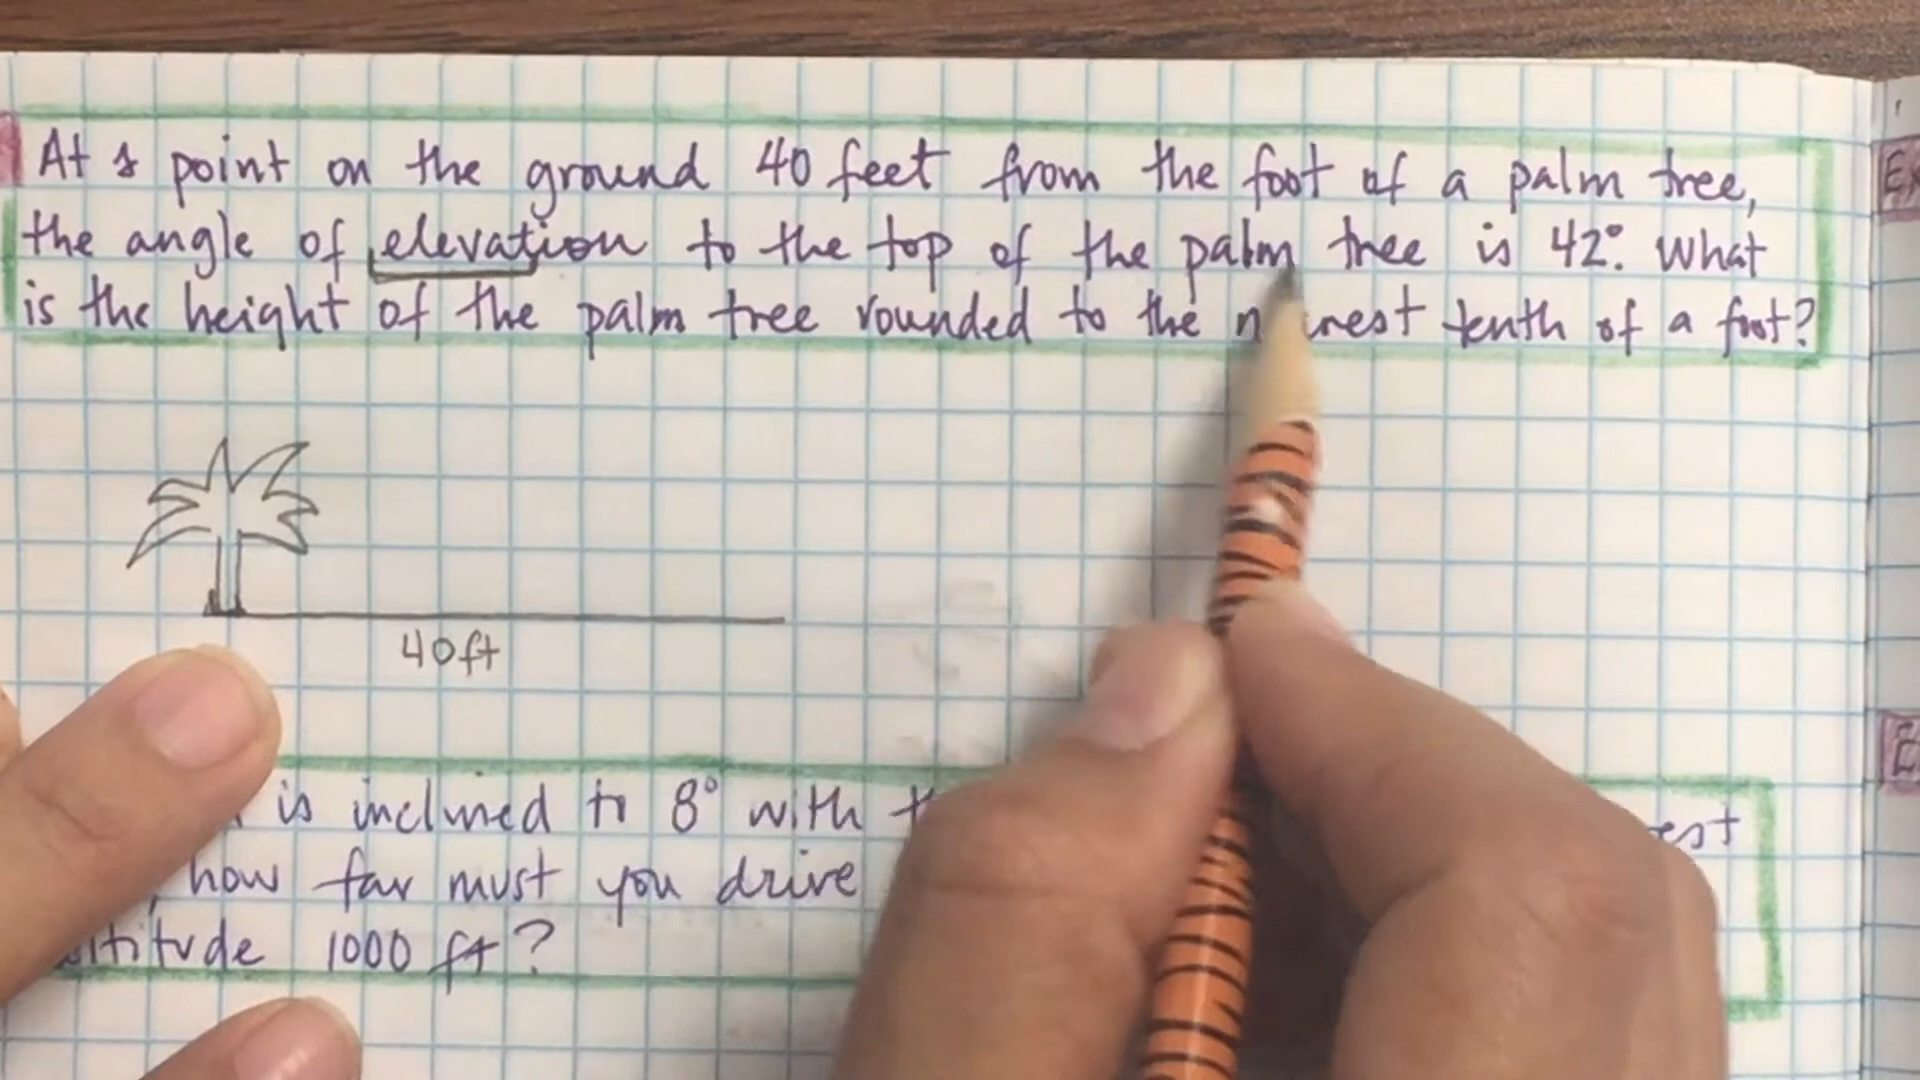 At a point on the ground 40 feet from the foot of a palm tree,
the angle of elevation to the top of the palm tree is 42°. What
is the height of the palm tree rounded to the tenth of a foot?
40ft
is inclined to 8° with
how far must you drive
1000 ft?